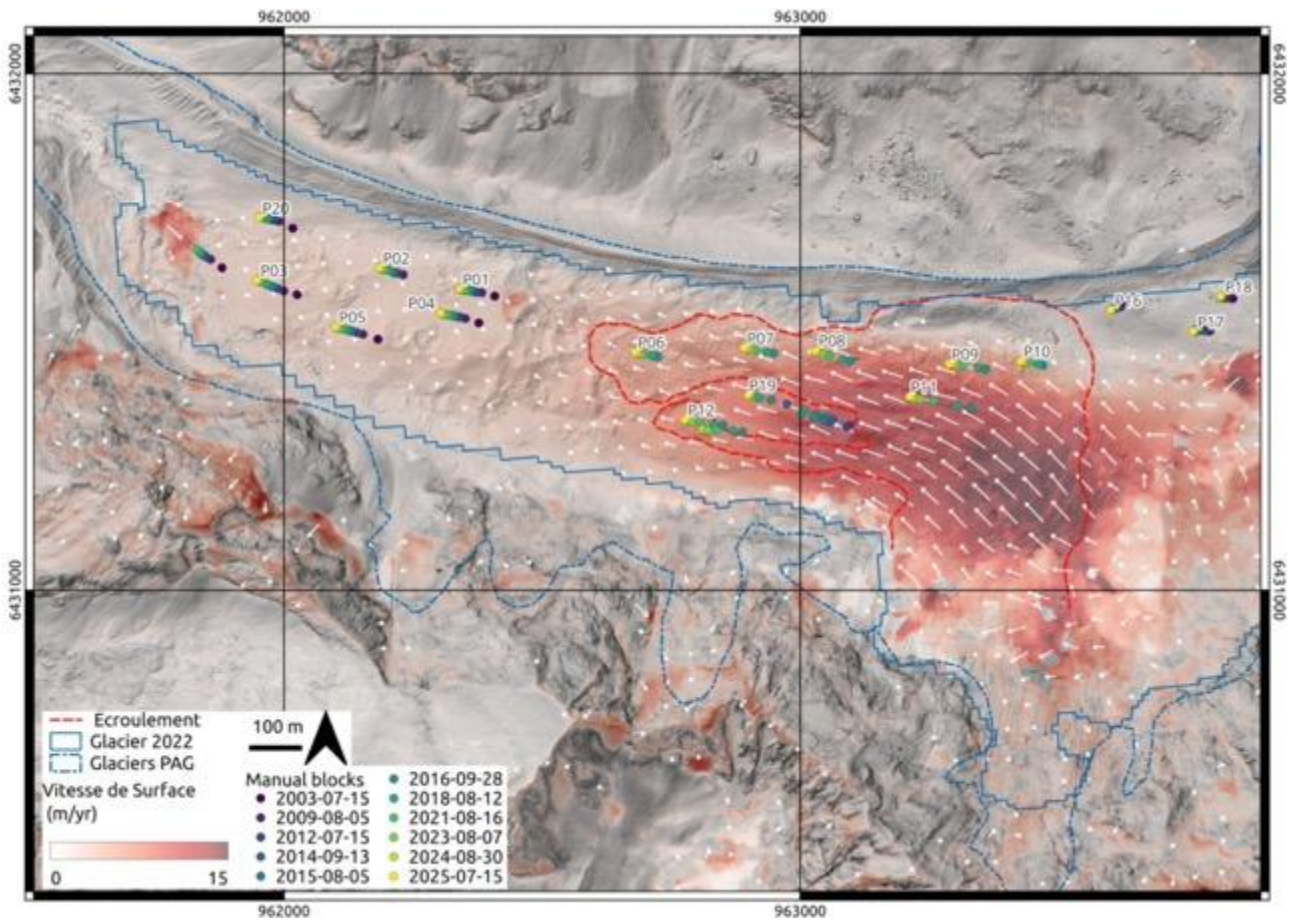 962000 963000
6432000 6432000
P20
P02
P03
P01
P04
P05
P16 P18
P17
P06 P07 P08
P09 P10
P19
P11
P12
6431000 6431000
Ecroulement
Glacier 2022
Glaciers PAG
Vitesse de Surface
(m/yr)
0 15
100 m
Manual blocks
2003-07-15
2009-08-05
2012-07-15
2014-09-13
2015-08-05
2016-09-28
2018-08-12
2021-08-16
2023-08-07
2024-08-30
2025-07-15
962000 963000